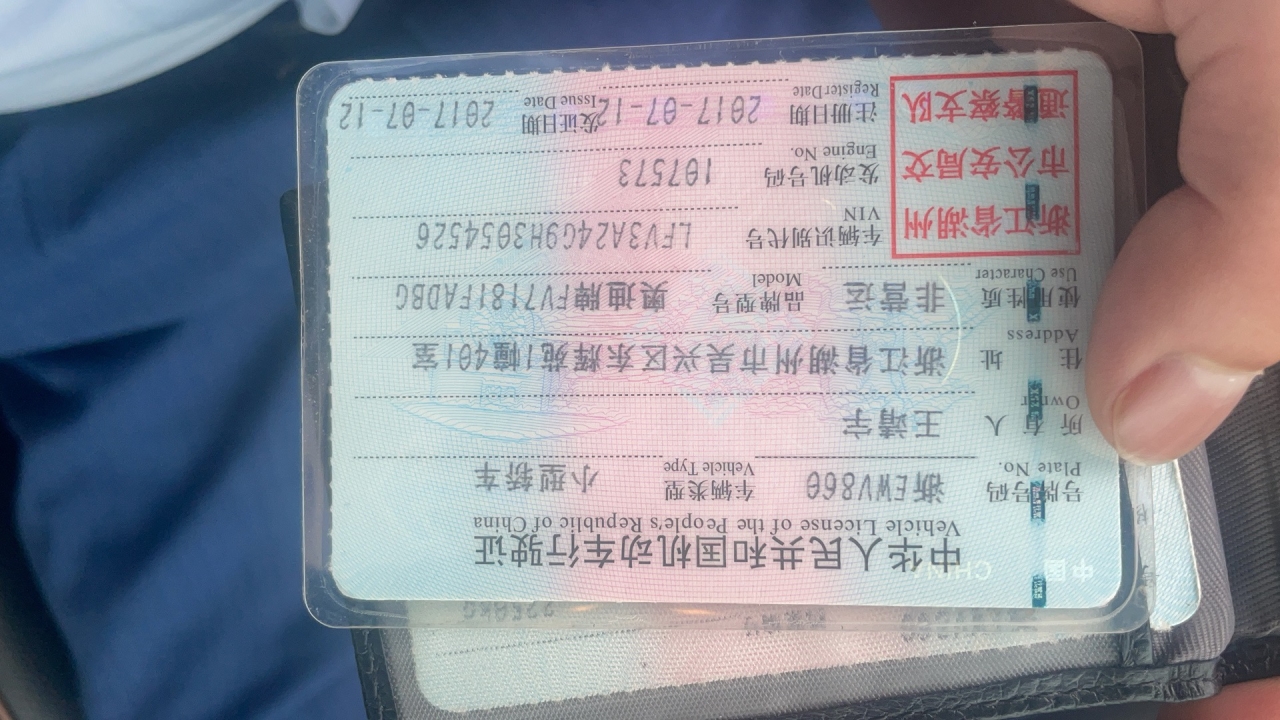 中华人民共和国机动车行驶证
Vehicle License of the People's Republic of China
号牌号码 浙EWV860 车辆类型 小型轿车
Plate No. Vehicle Type
所有人 王靖宇
Owner
住址 浙江省湖州市吴兴区东辉苑1幢401室
Address
使用性质 非营运 品牌型号 奥迪牌FV7181FADBG
Use Character Model
浙江省湖州
市公安局交
通警察支队
车辆识别代号 LFV3A24G9H3054526
VIN
发动机号码 107573
Engine No.
注册日期 2017-07-12 发证日期 2017-07-12
Register Date Issue Date
中国 CHINA